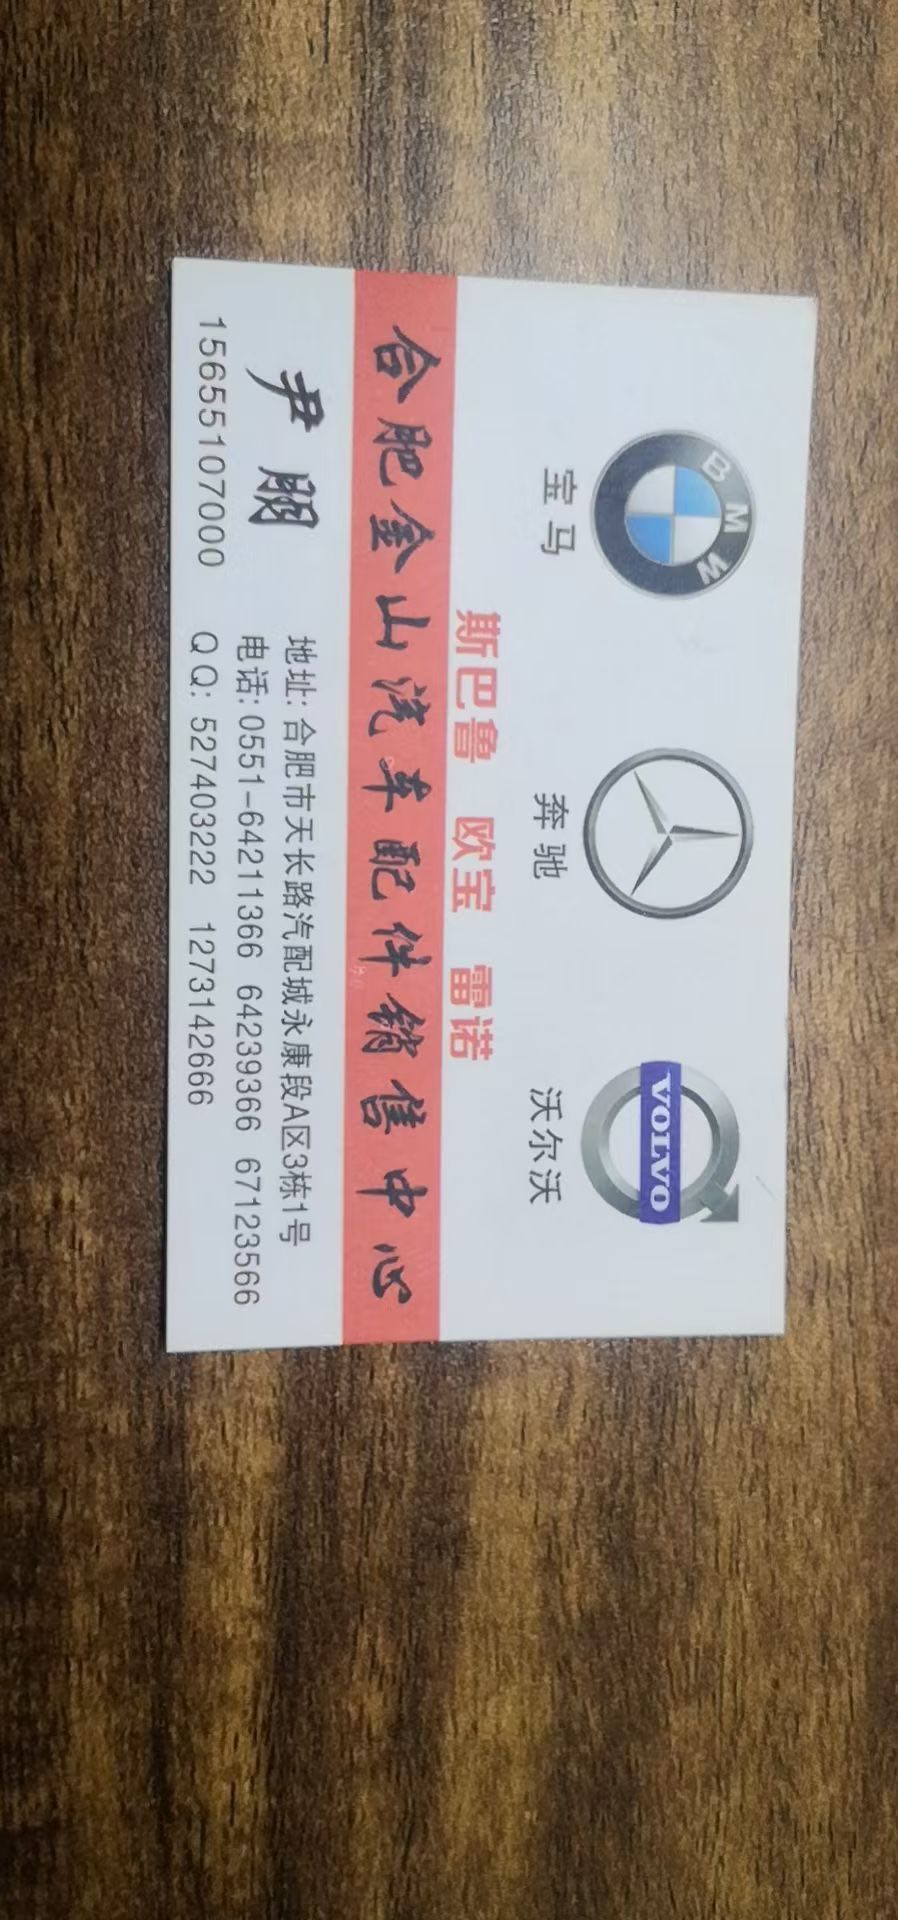 BMW
VOLVO
宝马 奔驰 沃尔沃
斯巴鲁 欧宝 雷诺
合肥金山汽车配件销售中心
尹朋
地址:合肥市天长路汽配城永康段A区3栋1号
电话:0551-64211366 64239366 67123566
15655107000
QQ:527403222 1273142666